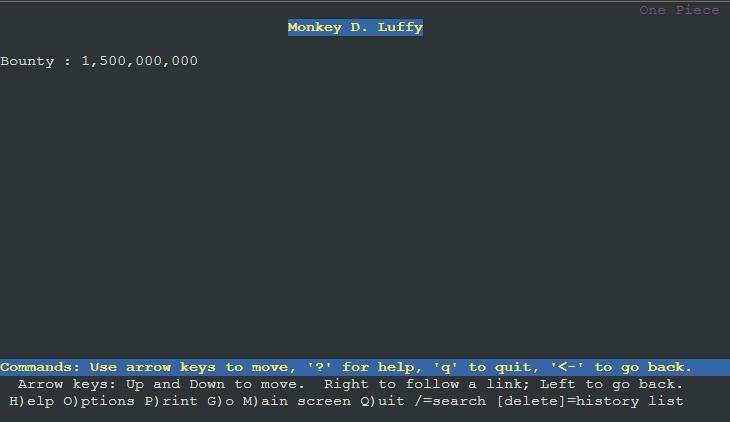 One Piece
Monkey D. Luffy
Bounty : 1,500,000,000
Commands: Use arrow keys to move, '?' for help, 'q' to quit, '<-' to go back.
Arrow keys: Up and Down to move.  Right to follow a link; Left to go back.
H)elp O)ptions P)rint G)o M)ain screen Q)uit /=search [delete]=history list